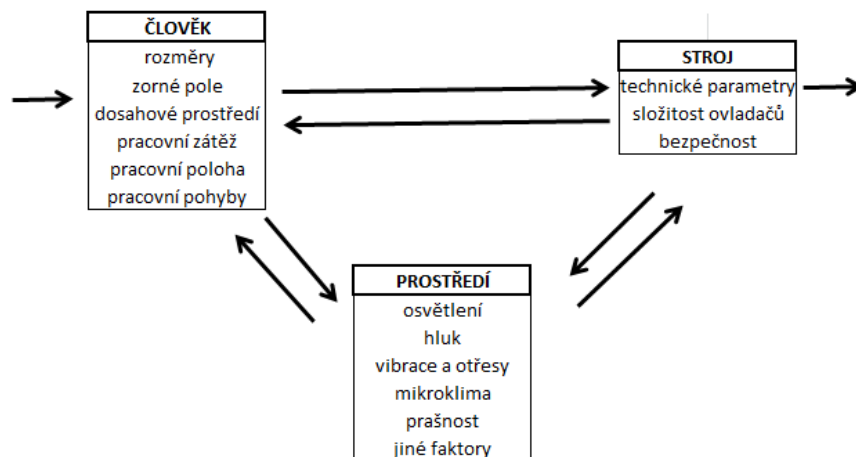 ČLOVĚK
rozměry
zorné pole
dosahové prostředí
pracovní zátěž
pracovní poloha
pracovní pohyby
STROJ
technické parametry
složitost ovladačů
bezpečnost
PROSTŘEDÍ
osvětlení
hluk
vibrace a otřesy
mikroklima
prašnost
jiné faktory